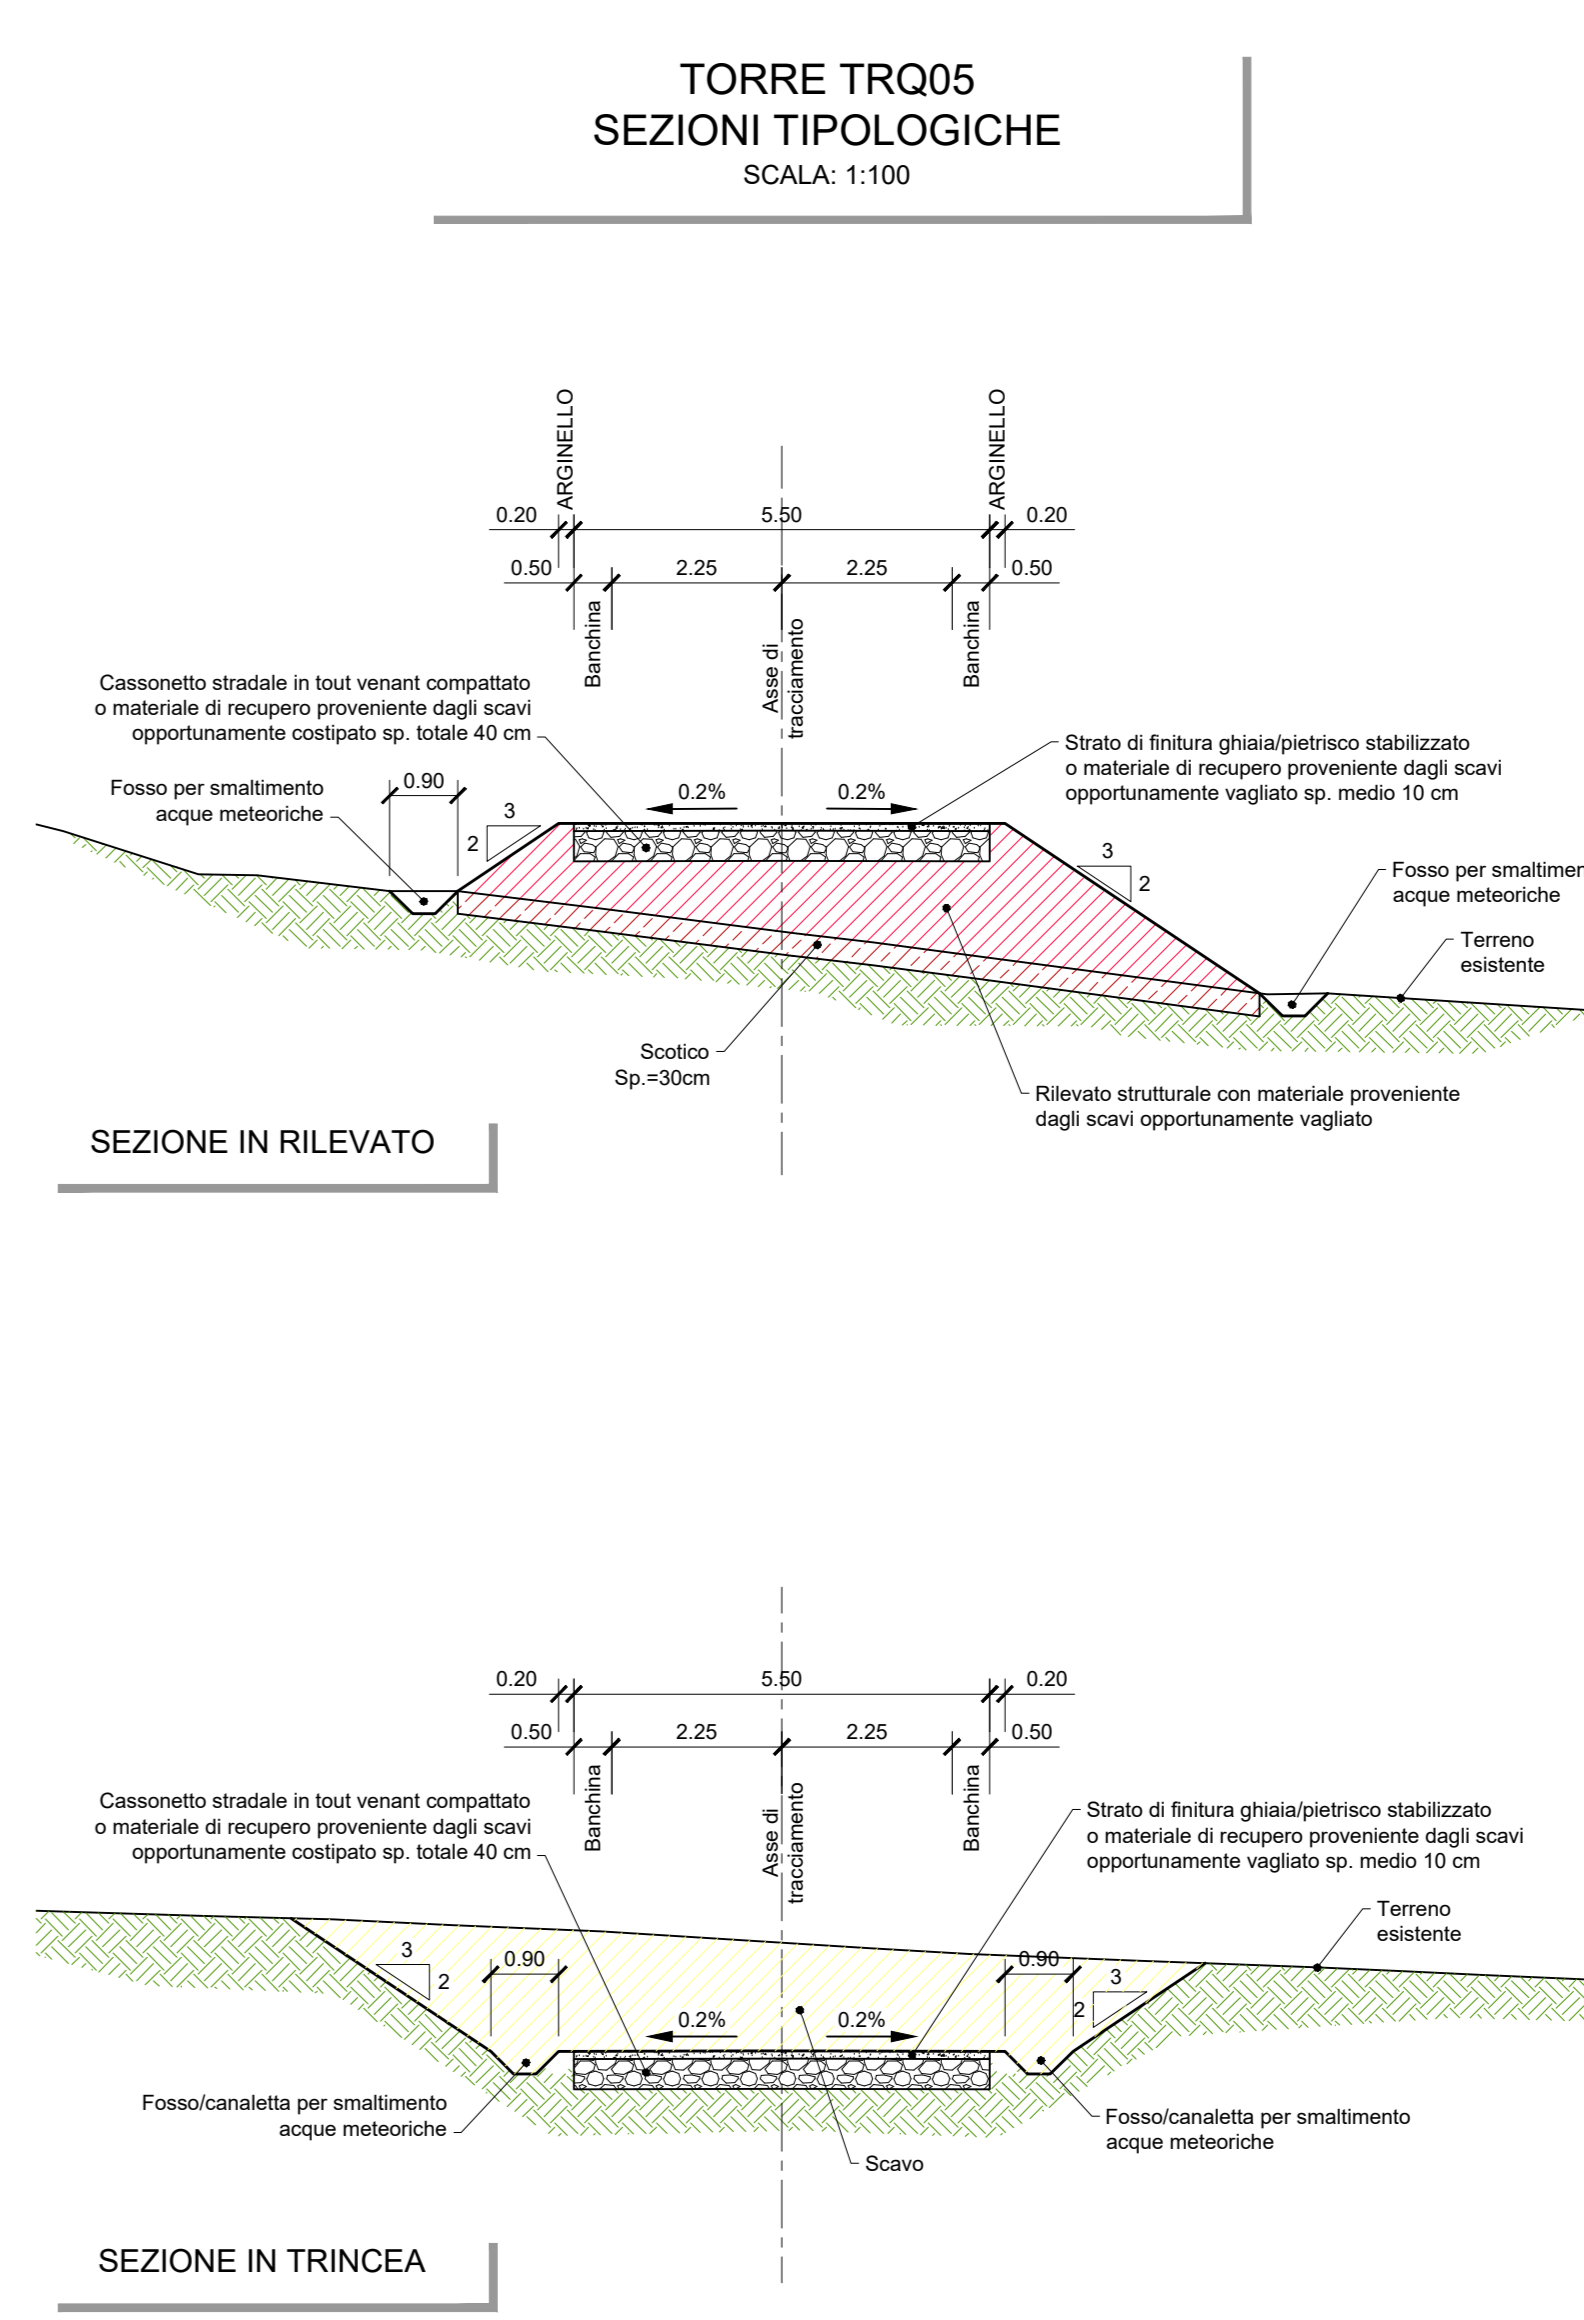 TORRE TRQ05
SEZIONI TIPOLOGICHE
SCALA: 1:100
ARGINELLO
ARGINELLO
0.20
5.50
0.20
0.50
2.25
2.25
0.50
Banchina
Asse di
tracciamento
Banchina
Cassonetto stradale in tout venant compattato
o materiale di recupero proveniente dagli scavi
opportunamente costipato sp. totale 40 cm
Strato di finitura ghiaia/pietrisco stabilizzato
o materiale di recupero proveniente dagli scavi
opportunamente vagliato sp. medio 10 cm
Fosso per smaltimento
acque meteoriche
0.90
0.2%
0.2%
3
2
3
2
Fosso per smaltimen
acque meteoriche
Terreno
esistente
Scotico
Sp.=30cm
Rilevato strutturale con materiale proveniente
dagli scavi opportunamente vagliato
SEZIONE IN RILEVATO
0.20
5.50
0.20
0.50
2.25
2.25
0.50
Banchina
Asse di
tracciamento
Banchina
Cassonetto stradale in tout venant compattato
o materiale di recupero proveniente dagli scavi
opportunamente costipato sp. totale 40 cm
Strato di finitura ghiaia/pietrisco stabilizzato
o materiale di recupero proveniente dagli scavi
opportunamente vagliato sp. medio 10 cm
Terreno
esistente
3
2
0.90
0.90
3
2
0.2%
0.2%
Fosso/canaletta per smaltimento
acque meteoriche
Fosso/canaletta per smaltimento
acque meteoriche
Scavo
SEZIONE IN TRINCEA